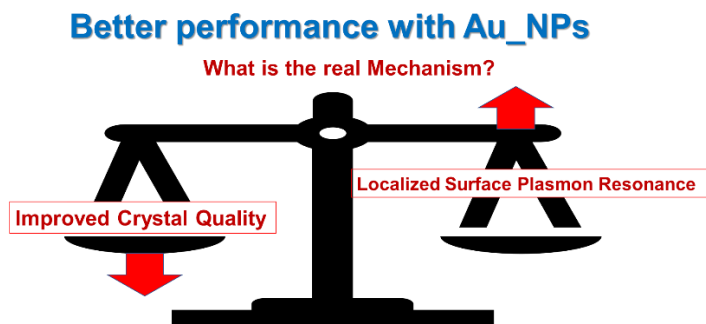 Better performance with Au_NPs
What is the real Mechanism?
Localized Surface Plasmon Resonance
Improved Crystal Quality